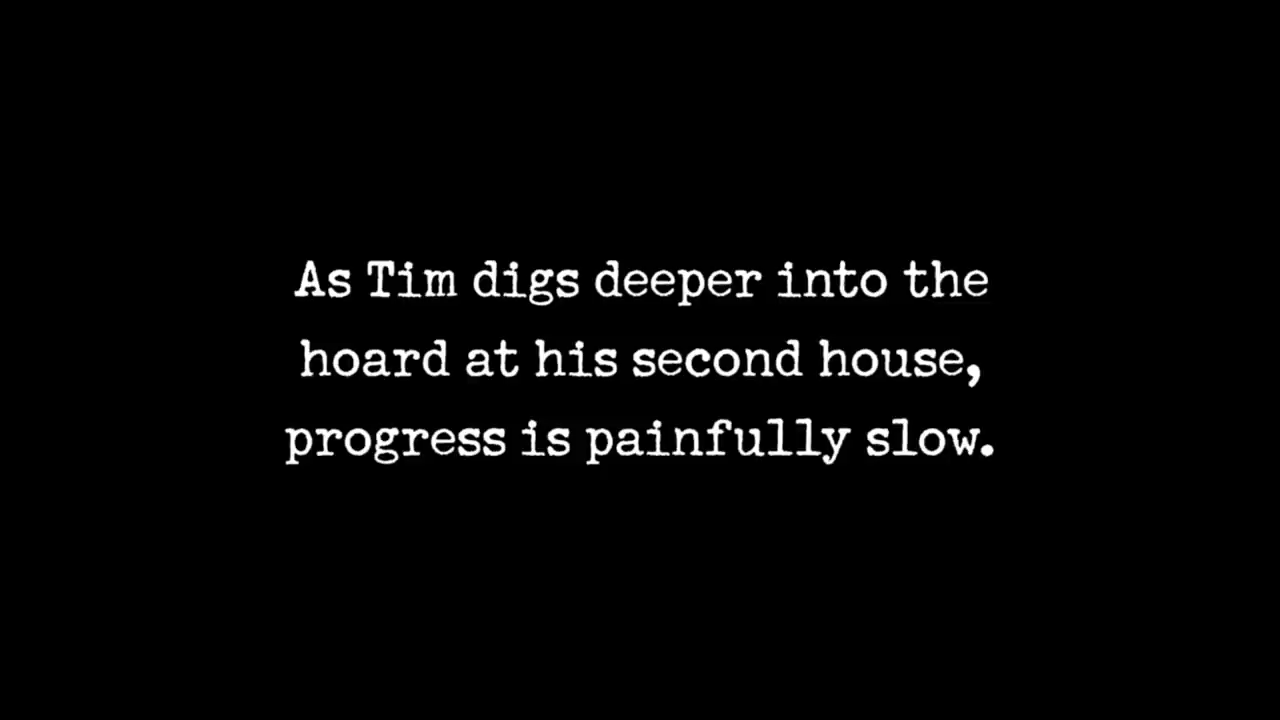 As Tim digs deeper into the
hoard at his second house,
progress is painfully slow.